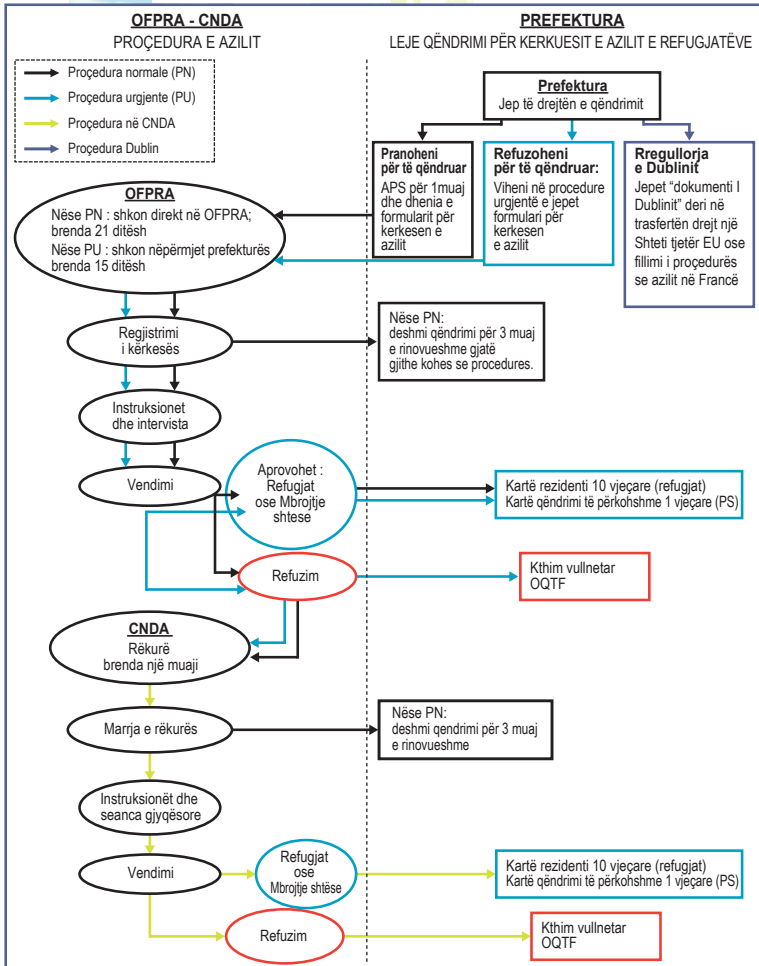 OFPRA - CNDA
PROÇEDURA E AZILIT
PREFEKTURA
LEJE QËNDRIMI PËR KERKUESIT E AZILIT E REFUGJATËVE
Proçedura normale (PN)
Proçedura urgjente (PU)
Proçedura në CNDA
Proçedura Dublin
Prefektura
Jep të drejtën e qëndrimit
Pranoheni
për të qëndruar
APS për 1muaj
dhe dhenia e
formularit për
kerkesen e
azilit
Refuzoheni
për të qëndruar:
Viheni në procedure
urgjentë e jepet
formulari për
kerkesen
e azilit
Rregullorja
e Dublinit
Jepet “dokumenti I
Dublinit” deri në
trasfertën drejt një
Shteti tjetër EU ose
fillimi i proçedurës
se azilit në Francë
OFPRA
Nëse PN : shkon direkt në OFPRA;
brenda 21 ditësh
Nëse PU : shkon nëpërmjet prefekturës
brenda 15 ditësh
Regjistrimi
i kërkesës
Nëse PN:
deshmi qëndrimi për 3 muaj
e rinovueshme gjatë
gjithe kohes se procedures.
Instruksionet
dhe intervista
Vendimi
Aprovohet :
Refugjat
ose Mbrojtje
shtese
Kartë rezidenti 10 vjeçare (refugjat)
Kartë qëndrimi të përkohshme 1 vjeçare (PS)
Refuzim
Kthim vullnetar
OQTF
CNDA
Rëkurë
brenda një muaji
Marrja e rëkurës
Nëse PN:
deshmi qendrimi për 3 muaj
e rinovueshme
Instruksionët dhe
seanca gjyqësore
Vendimi
Refugjat
ose
Mbrojtje shtëse
Kartë rezidenti 10 vjeçare (refugjat)
Kartë qëndrimi të përkohshme 1 vjeçare (PS)
Refuzim
Kthim vullnetar
OQTF